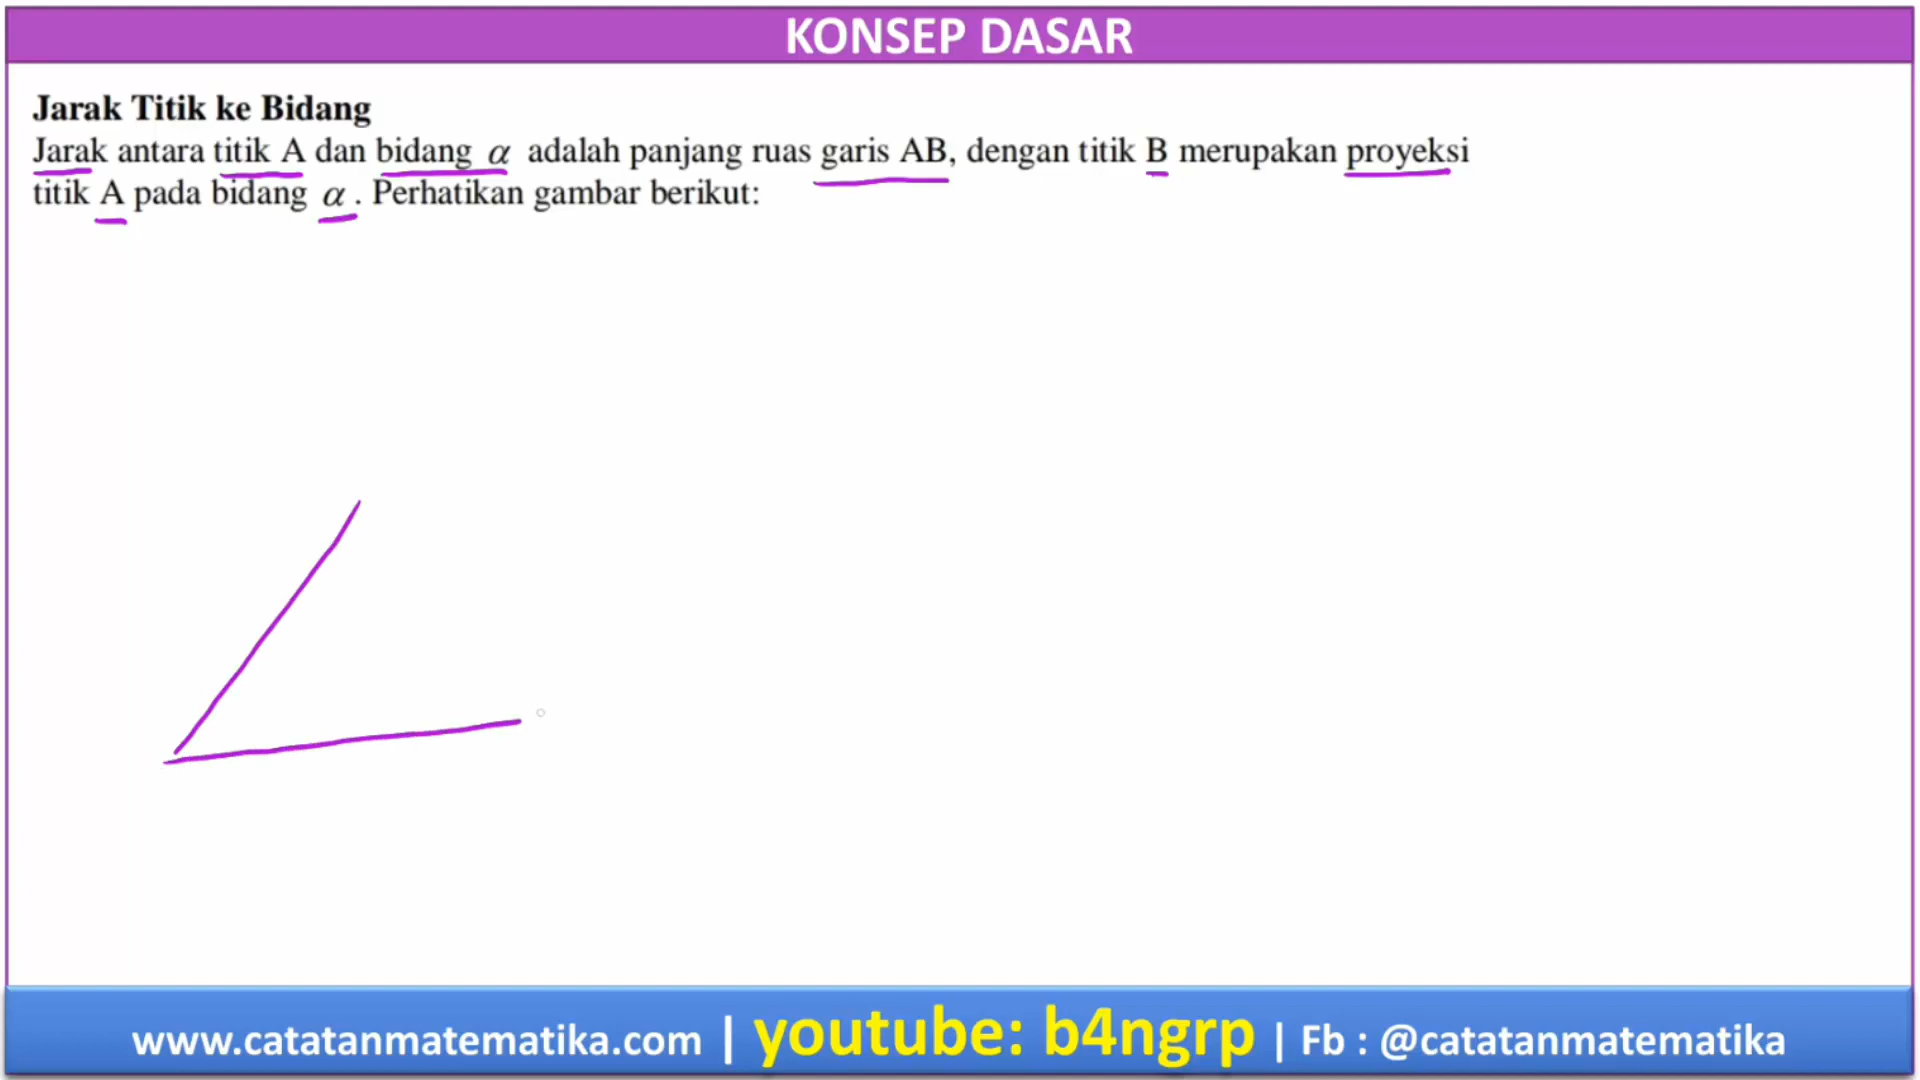 KONSEP DASAR
Jarak Titik ke Bidang
Jarak antara titik A dan bidang α adalah panjang ruas garis AB, dengan titik B merupakan proyeksi
titik A pada bidang α . Perhatikan gambar berikut:
www.catatanmatematika.com | youtube: b4ngrp | Fb : @catatanmatematika